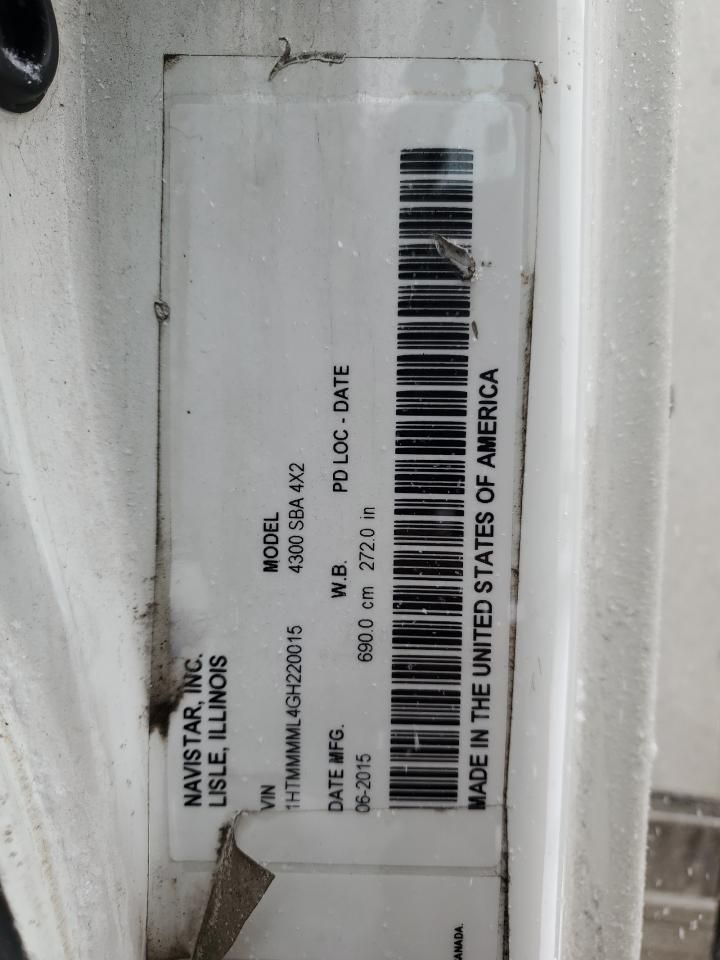 NAVISTAR, INC.
LISLE, ILLINOIS
VIN MODEL
1HTMMMML4GH220015 4300 SBA 4X2
DATE MFG. W.B. PD LOC - DATE
06-2015 690.0 cm 272.0 in
MADE IN THE UNITED STATES OF AMERICA